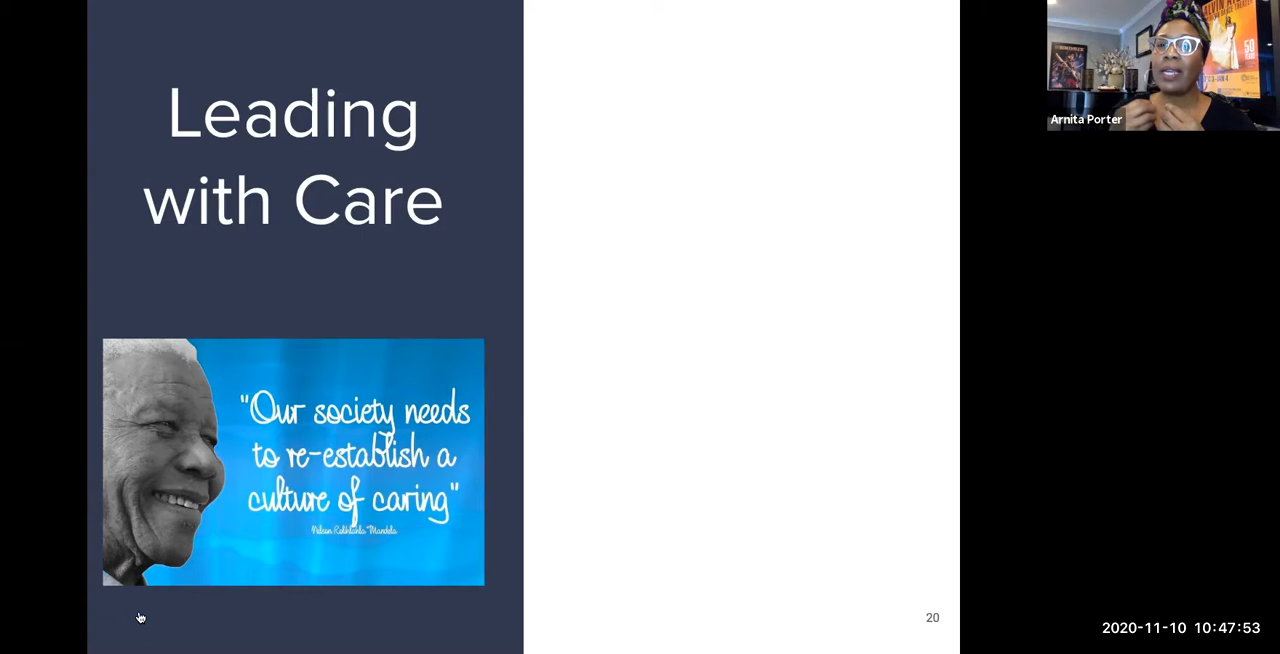 Leading
with Care
"Our society needs
to re-establish a
culture of caring"
Nelson Rolihlahla Mandela
20
Arnita Porter
50
2020-11-10 10:47:53